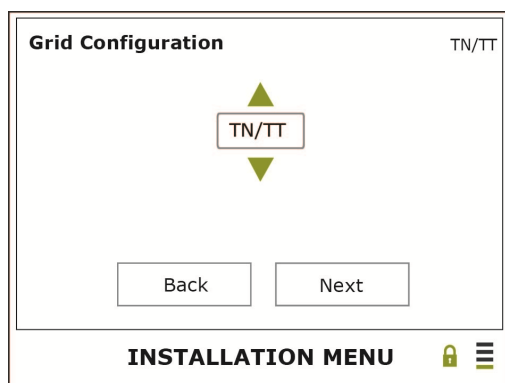 Grid Configuration
TN/TT
TN/TT
Back
Next
INSTALLATION MENU